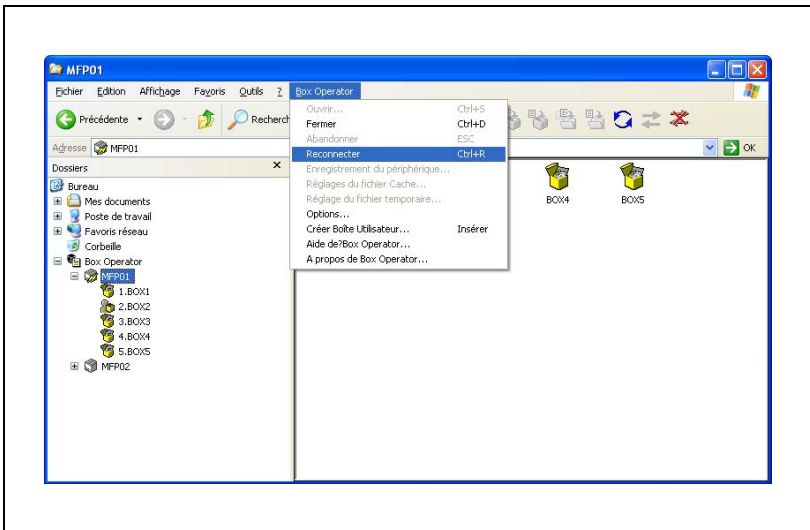 MFP01
Fichier Edition Affichage Favoris Outils ? Box Operator
Précédente Recherch
Adresse MFP01 OK
Dossiers
Bureau
Mes documents
Poste de travail
Favoris réseau
Corbeille
Box Operator
MFP01
1.BOX1
2.BOX2
3.BOX3
4.BOX4
5.BOX5
MFP02
Ouvrir... Ctrl+S
Fermer Ctrl+D
Abandonner ESC
Reconnecter Ctrl+R
Enregistrement du périphérique...
Réglages du fichier Cache...
Réglage du fichier temporaire...
Options...
Créer Boîte Utilisateur... Insérer
Aide de?Box Operator...
A propos de Box Operator...
BOX4 BOX5